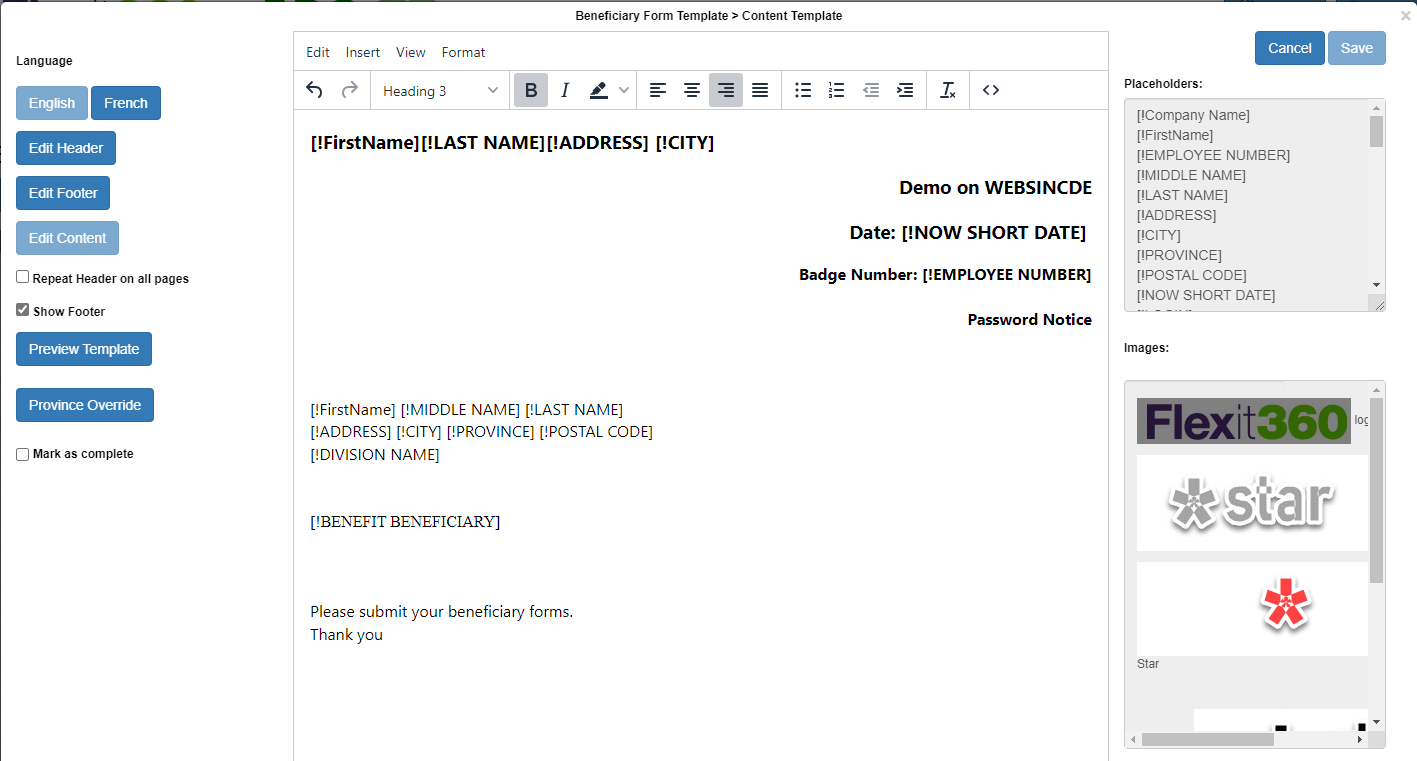 Beneficiary Form Template > Content Template
×
Language
English French
Edit Header
Edit Footer
Edit Content
Repeat Header on all pages
Show Footer
Preview Template
Province Override
Mark as complete
Edit Insert View Format
Heading 3 B I
[!FirstName][!LAST NAME][!ADDRESS] [!CITY]
Demo on WEBSINCDE
Date: [!NOW SHORT DATE]
Badge Number: [!EMPLOYEE NUMBER]
Password Notice
[!FirstName] [!MIDDLE NAME] [!LAST NAME]
[!ADDRESS] [!CITY] [!PROVINCE] [!POSTAL CODE]
[!DIVISION NAME]
[!BENEFIT BENEFICIARY]
Please submit your beneficiary forms.
Thank you
Cancel Save
Placeholders:
[!Company Name]
[!FirstName]
[!EMPLOYEE NUMBER]
[!MIDDLE NAME]
[!LAST NAME]
[!ADDRESS]
[!CITY]
[!PROVINCE]
[!POSTAL CODE]
[!NOW SHORT DATE]
Images:
Flexit360
star
Star